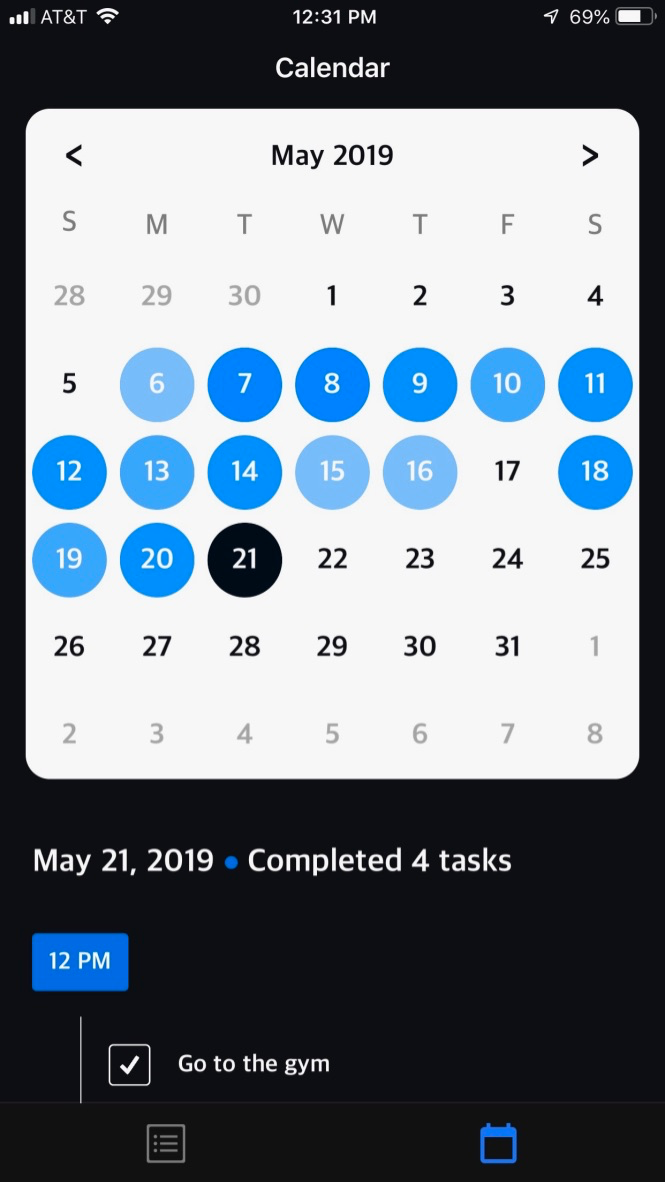 AT&T 12:31 PM 69%
Calendar
< May 2019 >
S M T W T F S
28 29 30 1 2 3 4
5 6 7 8 9 10 11
12 13 14 15 16 17 18
19 20 21 22 23 24 25
26 27 28 29 30 31 1
2 3 4 5 6 7 8
May 21, 2019 • Completed 4 tasks
12 PM
Go to the gym